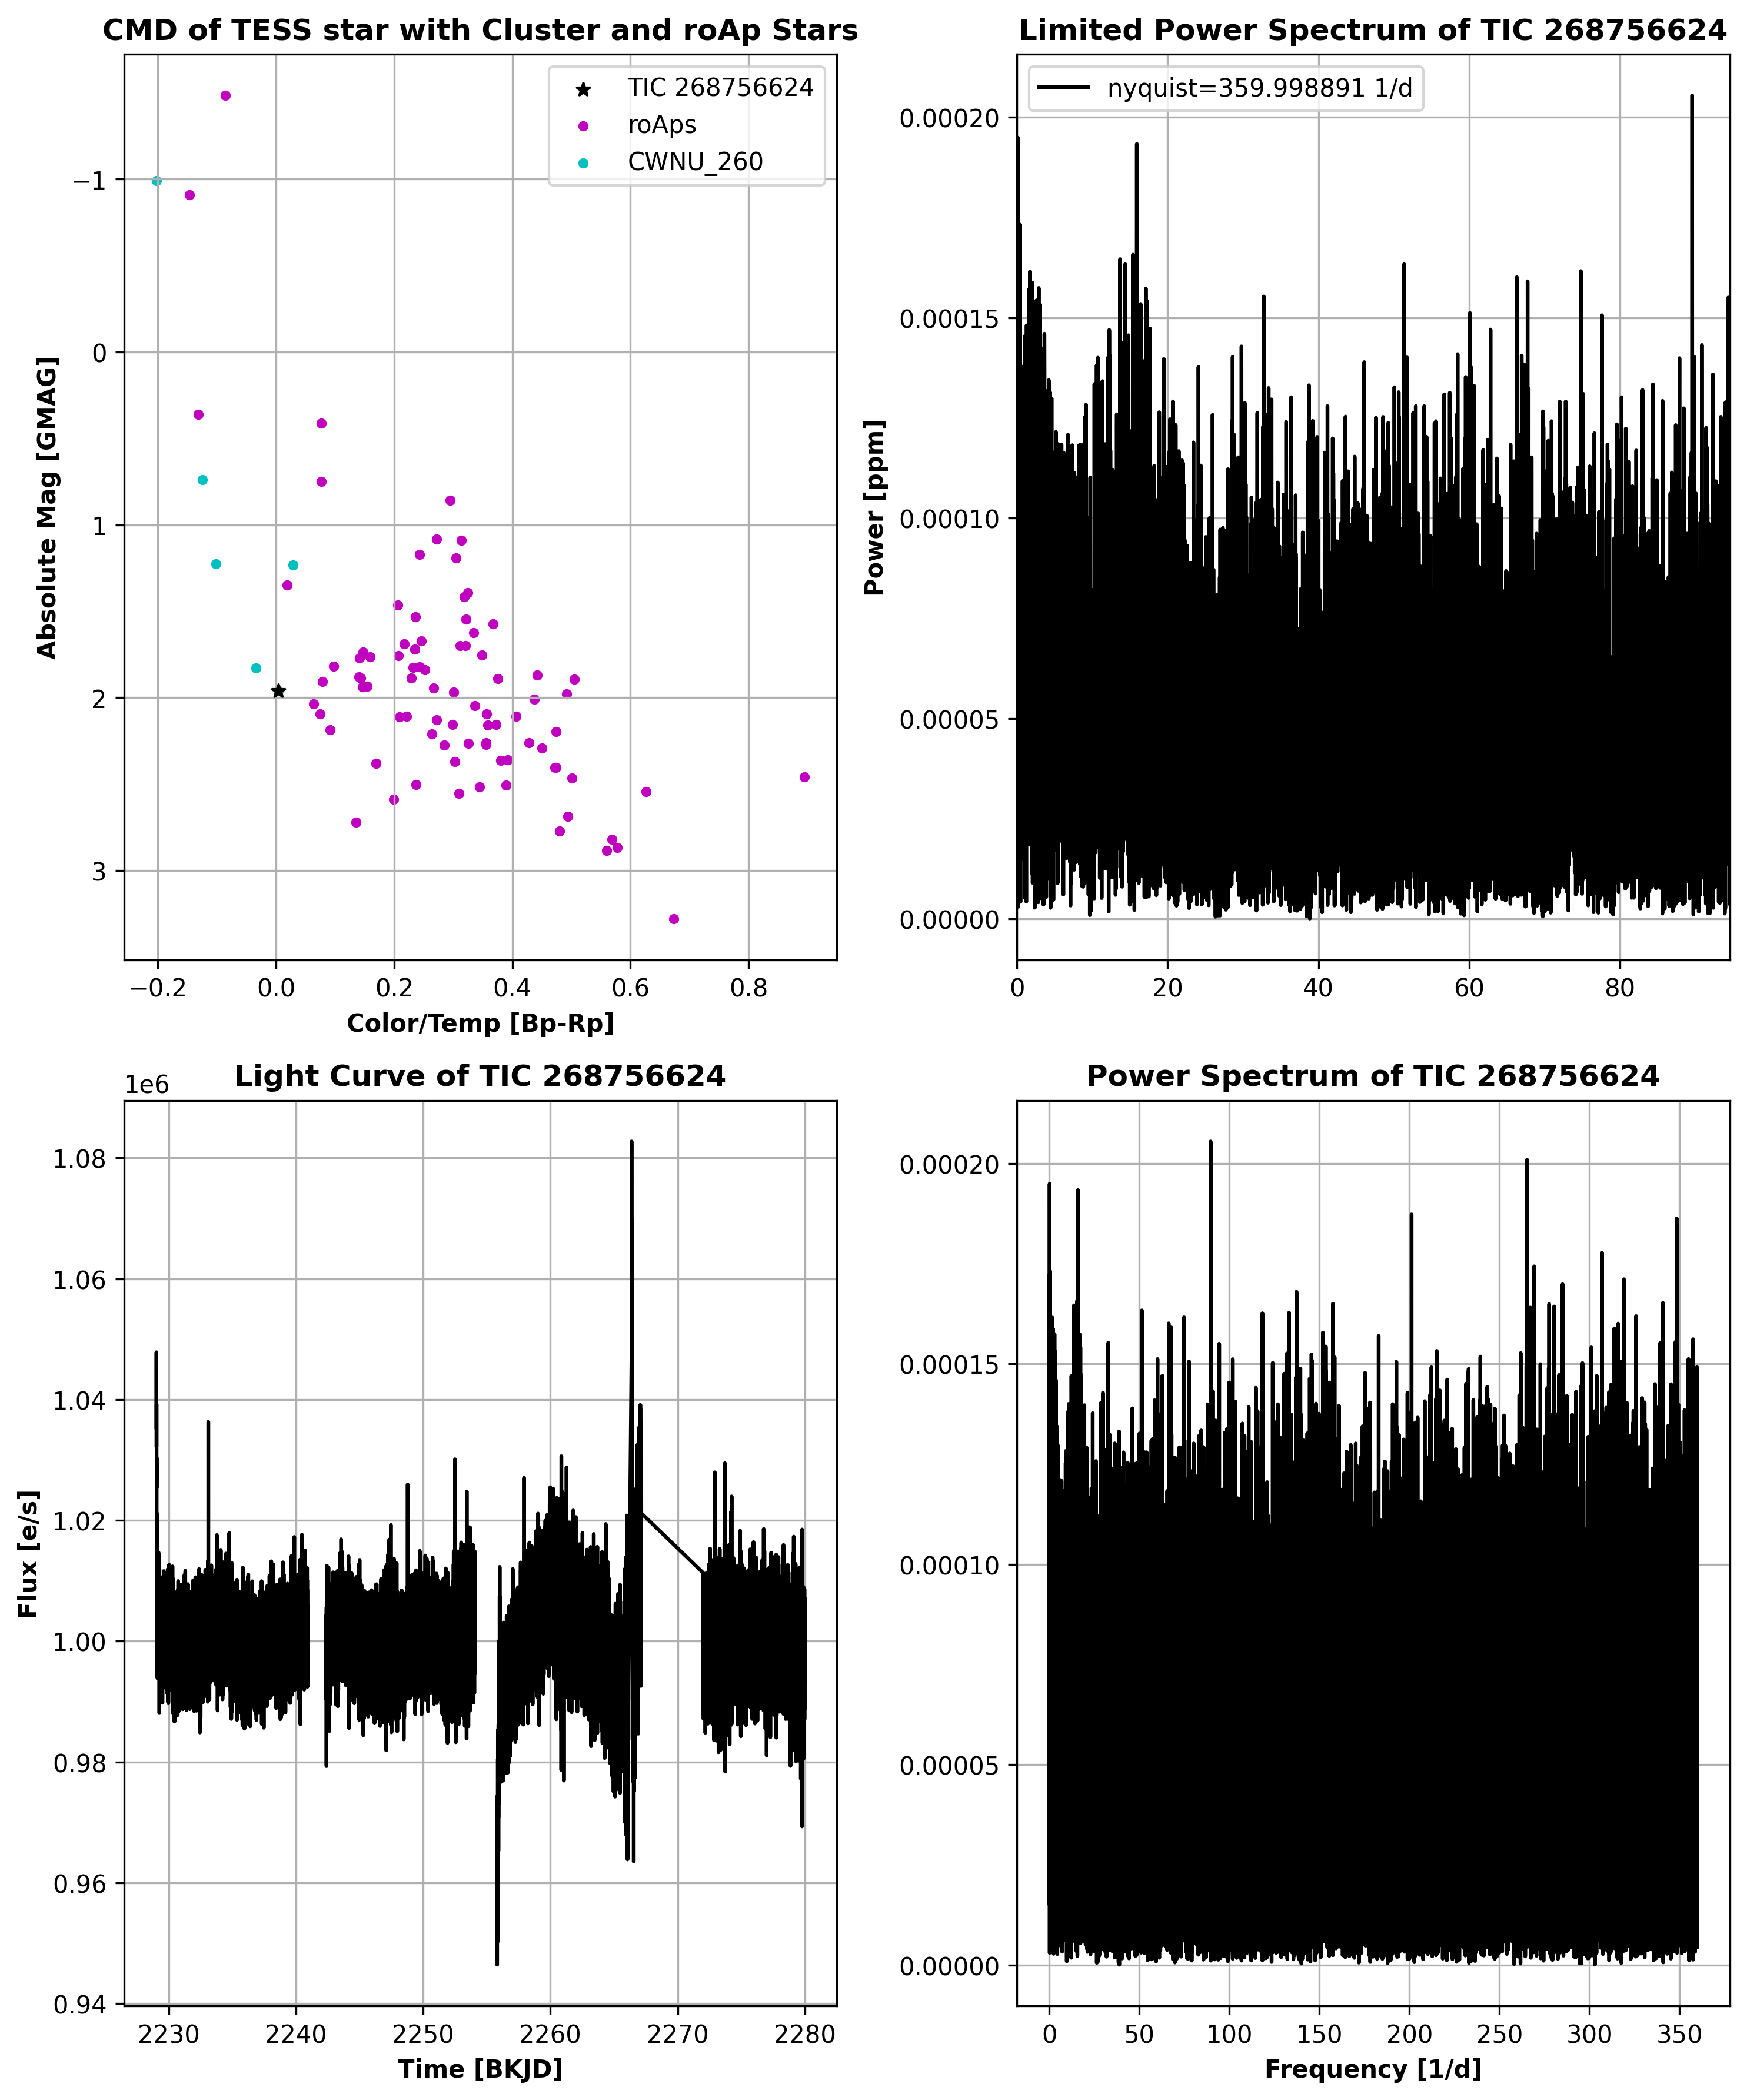 CMD of TESS star with Cluster and roAp Stars
TIC 268756624
roAps
CWNU_260
−1
0
1
2
3
Absolute Mag [GMAG]
−0.2 0.0 0.2 0.4 0.6 0.8
Color/Temp [Bp-Rp]
Limited Power Spectrum of TIC 268756624
nyquist=359.998891 1/d
0.00020
0.00015
0.00010
0.00005
0.00000
Power [ppm]
0 20 40 60 80
Light Curve of TIC 268756624
1e6
1.08
1.06
1.04
1.02
1.00
0.98
0.96
0.94
Flux [e/s]
2230 2240 2250 2260 2270 2280
Time [BKJD]
Power Spectrum of TIC 268756624
0.00020
0.00015
0.00010
0.00005
0.00000
0 50 100 150 200 250 300 350
Frequency [1/d]